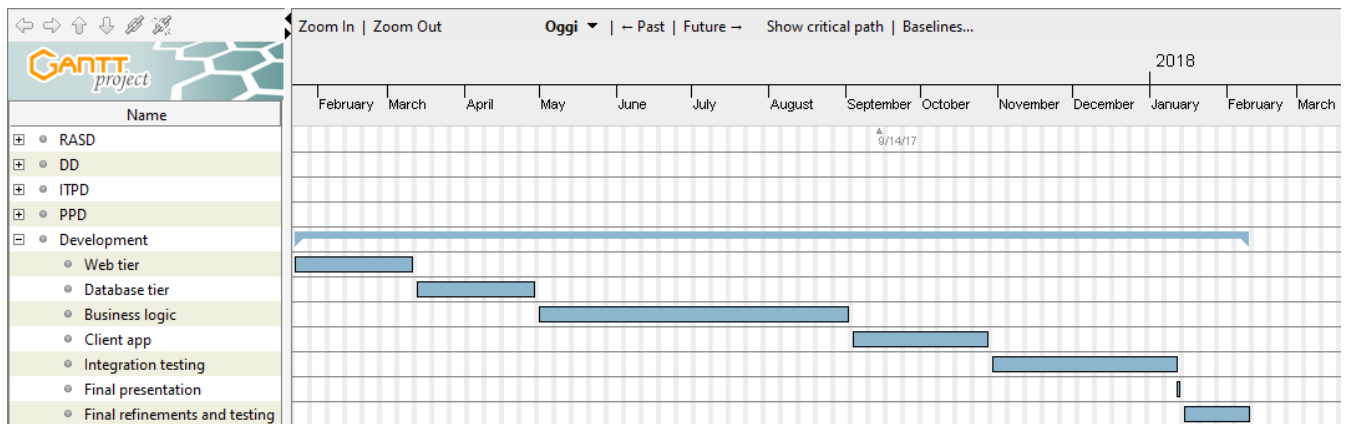 Zoom In | Zoom Out Oggi ▼ | ← Past | Future → Show critical path | Baselines...
GANTT
project
2018
Name
February March April May June July August September October November December January February March
RASD
9/14/17
DD
ITPD
PPD
Development
Web tier
Database tier
Business logic
Client app
Integration testing
Final presentation
Final refinements and testing